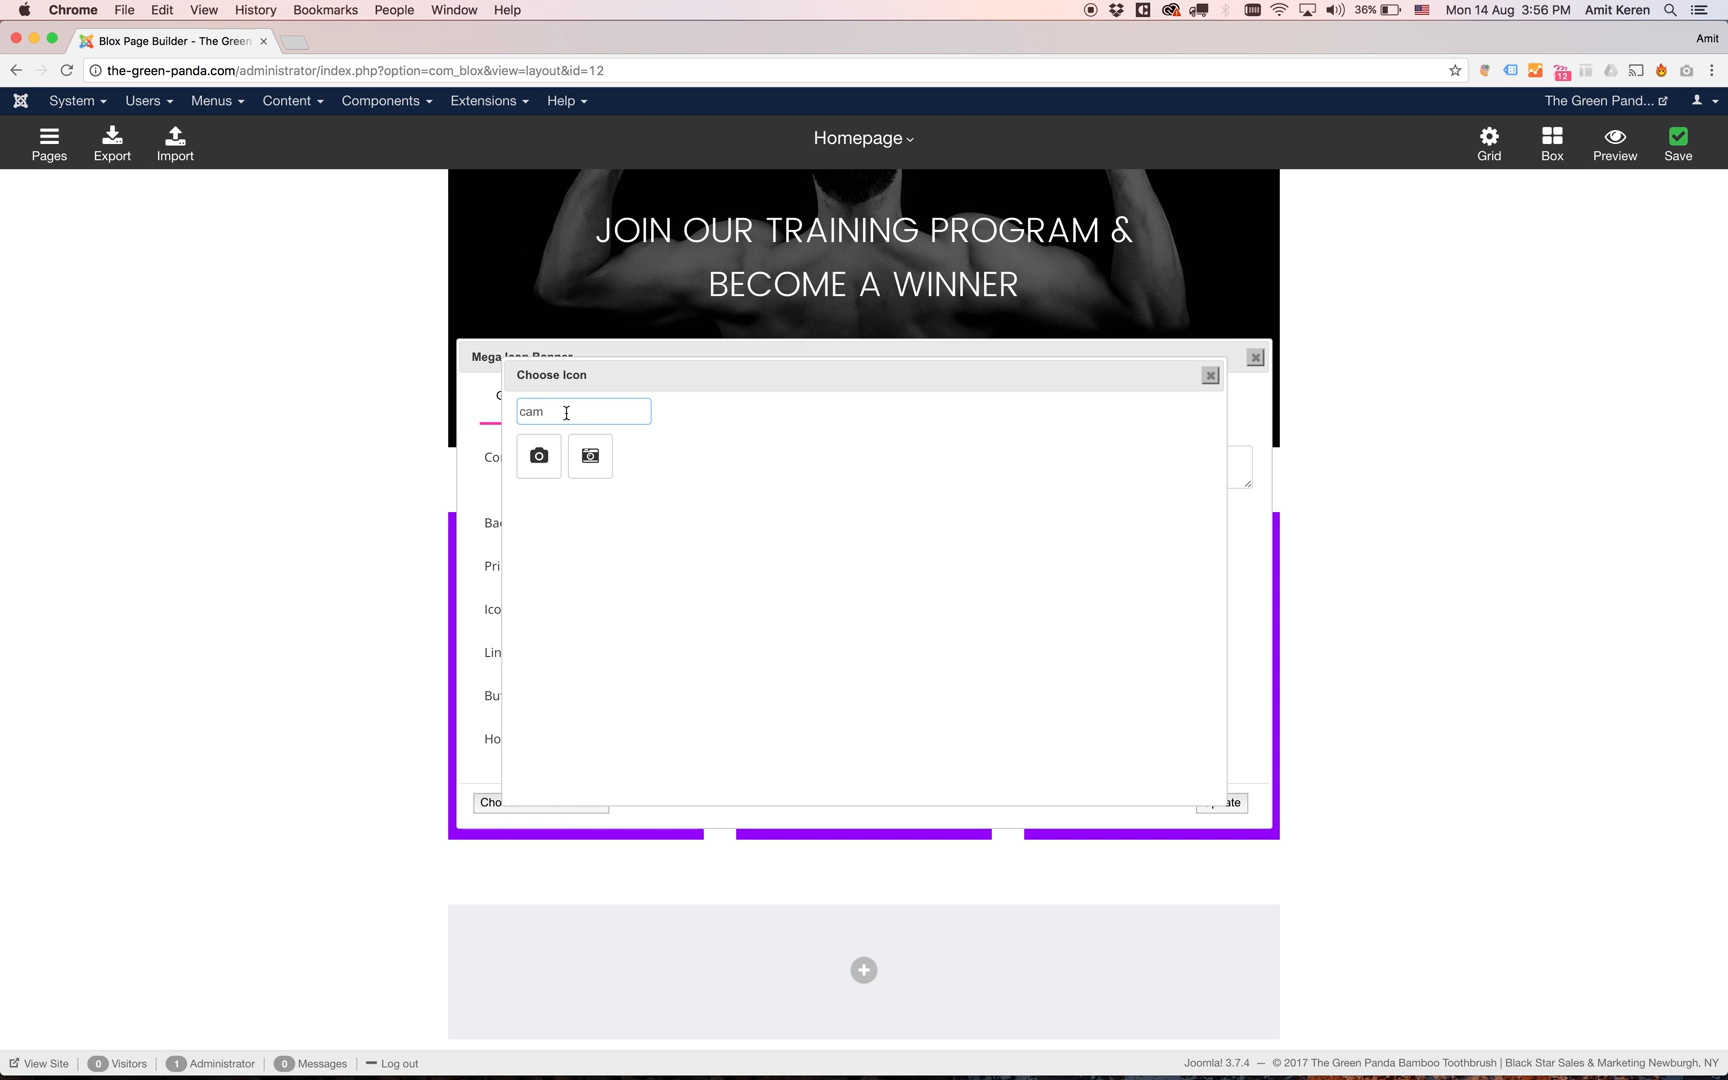 Chrome File Edit View History Bookmarks People Window Help 36% Mon 14 Aug 3:56 PM Amit Keren
Blox Page Builder - The Green Amit
the-green-panda.com/administrator/index.php?option=com_blox&view=layout&id=12 12
System Users Menus Content Components Extensions Help The Green Pand...
Pages Export Import Homepage Grid Box Preview Save
JOIN OUR TRAINING PROGRAM &
BECOME A WINNER
Mega Icon Banner
Choose Icon
cam
Co
Ba
Pri
Ico
Lin
Bu
Ho
Cho ate
View Site 0 Visitors 1 Administrator 0 Messages Log out Joomla! 3.7.4 — © 2017 The Green Panda Bamboo Toothbrush | Black Star Sales & Marketing Newburgh, NY